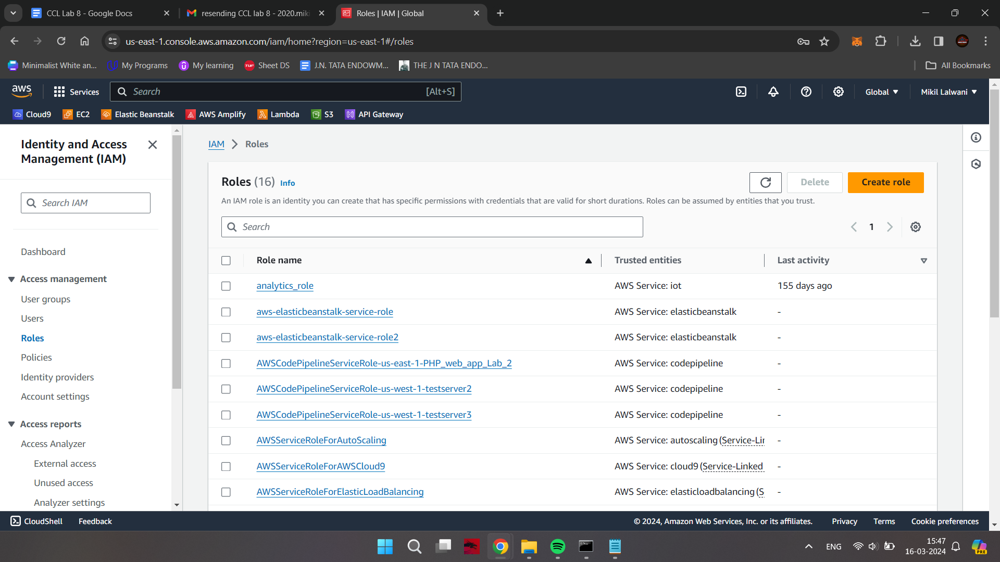 CCL Lab 8 - Google Docs
resending CCL lab 8 - 2020.miki
Roles | IAM | Global
us-east-1.console.aws.amazon.com/iam/home?region=us-east-1#/roles
Minimalist White an...
My Programs
My learning
TUF Sheet DS
J.N. TATA ENDOWM...
THE J N TATA ENDO...
All Bookmarks
aws
Services
Search
[Alt+S]
Global
Mikil Lalwani
Cloud9
EC2
Elastic Beanstalk
AWS Amplify
Lambda
S3
API Gateway
Identity and Access
Management (IAM)
Search IAM
Dashboard
Access management
User groups
Users
Roles
Policies
Identity providers
Account settings
Access reports
Access Analyzer
External access
Unused access
Analyzer settings
IAM > Roles
Roles (16) Info
Delete
Create role
An IAM role is an identity you can create that has specific permissions with credentials that are valid for short durations. Roles can be assumed by entities that you trust.
Search
1
Role name Trusted entities Last activity
analytics_role AWS Service: iot 155 days ago
aws-elasticbeanstalk-service-role AWS Service: elasticbeanstalk -
aws-elasticbeanstalk-service-role2 AWS Service: elasticbeanstalk -
AWSCodePipelineServiceRole-us-east-1-PHP_web_app_Lab_2 AWS Service: codepipeline -
AWSCodePipelineServiceRole-us-west-1-testserver2 AWS Service: codepipeline -
AWSCodePipelineServiceRole-us-west-1-testserver3 AWS Service: codepipeline -
AWSServiceRoleForAutoScaling AWS Service: autoscaling (Service-Lin -
AWSServiceRoleForAWSCloud9 AWS Service: cloud9 (Service-Linked -
AWSServiceRoleForElasticLoadBalancing AWS Service: elasticloadbalancing (S -
CloudShell
Feedback
© 2024, Amazon Web Services, Inc. or its affiliates.
Privacy
Terms
Cookie preferences
ENG
15:47
16-03-2024
PRE